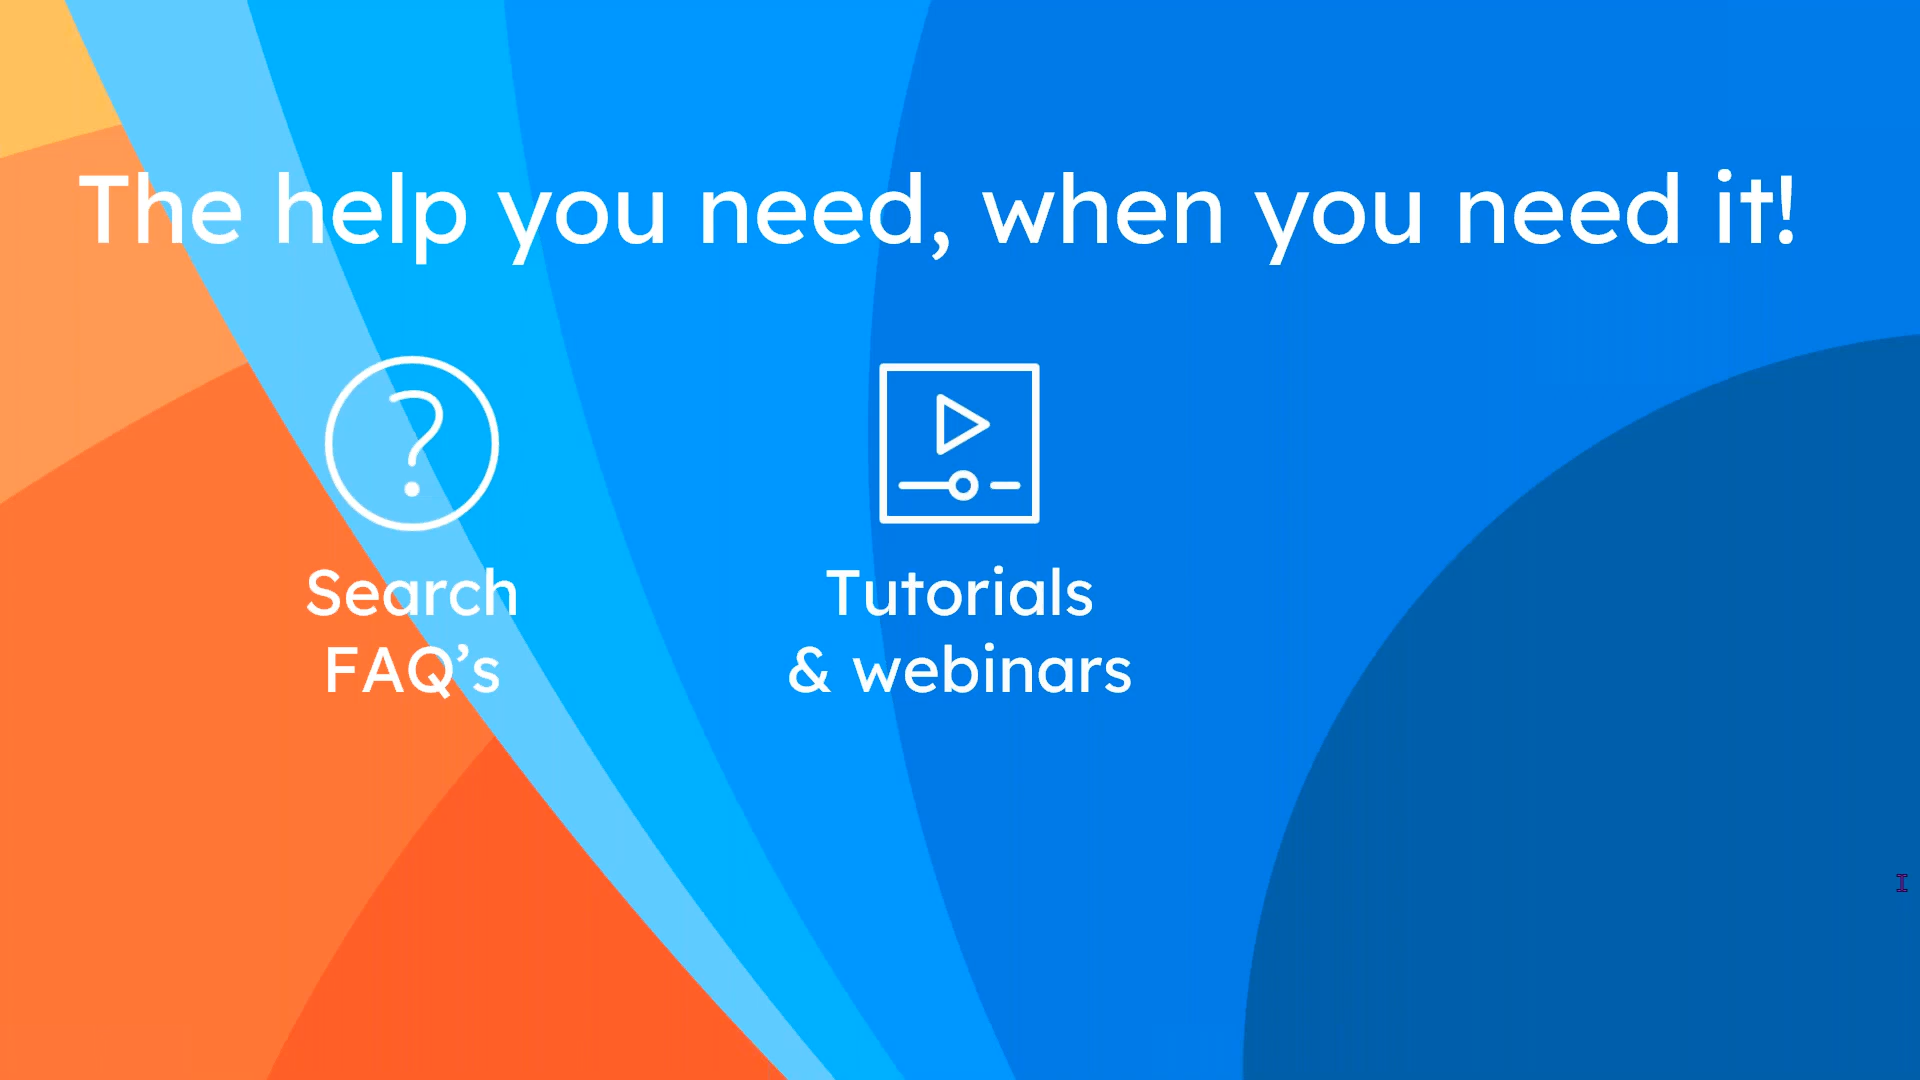 The help you need, when you need it!
Search
FAQ’s
Tutorials
& webinars